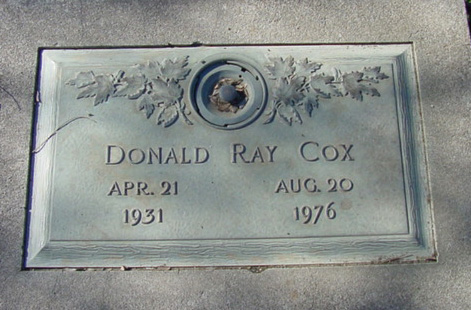 DONALD RAY COX
APR. 21 AUG. 20
1931 1976